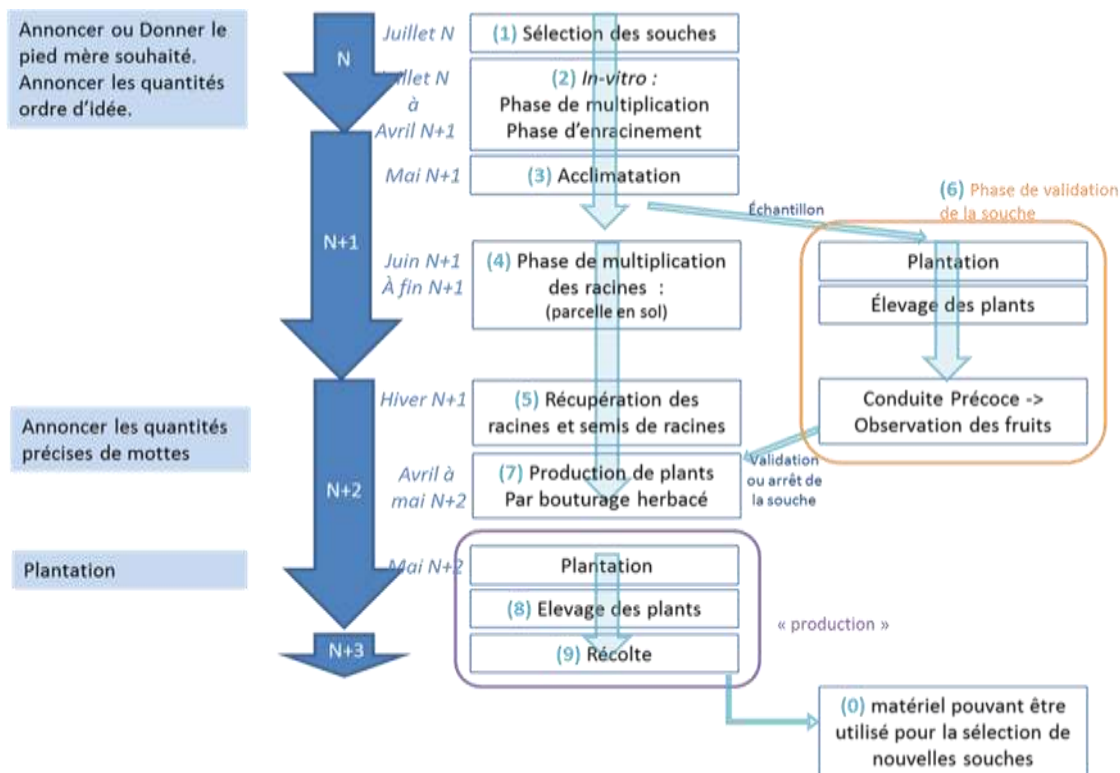 Annoncer ou Donner le
pied mère souhaité.
Annoncer les quantités
ordre d'idée.
N
Juillet N
(1) Sélection des souches
Juillet N
à
Avril N+1
(2) In-vitro :
Phase de multiplication
Phase d'enracinement
Mai N+1
(3) Acclimatation
Échantillon
(6) Phase de validation
de la souche
N+1
Juin N+1
À fin N+1
(4) Phase de multiplication
des racines :
(parcelle en sol)
Plantation
Élevage des plants
Conduite Précoce ->
Observation des fruits
Annoncer les quantités
précises de mottes
Hiver N+1
(5) Récupération des
racines et semis de racines
N+2
Avril à
mai N+2
(7) Production de plants
Par bouturage herbacé
Validation
ou arrêt de
la souche
Plantation
Mai N+2
Plantation
(8) Elevage des plants
(9) Récolte
« production »
N+3
(0) matériel pouvant être
utilisé pour la sélection de
nouvelles souches